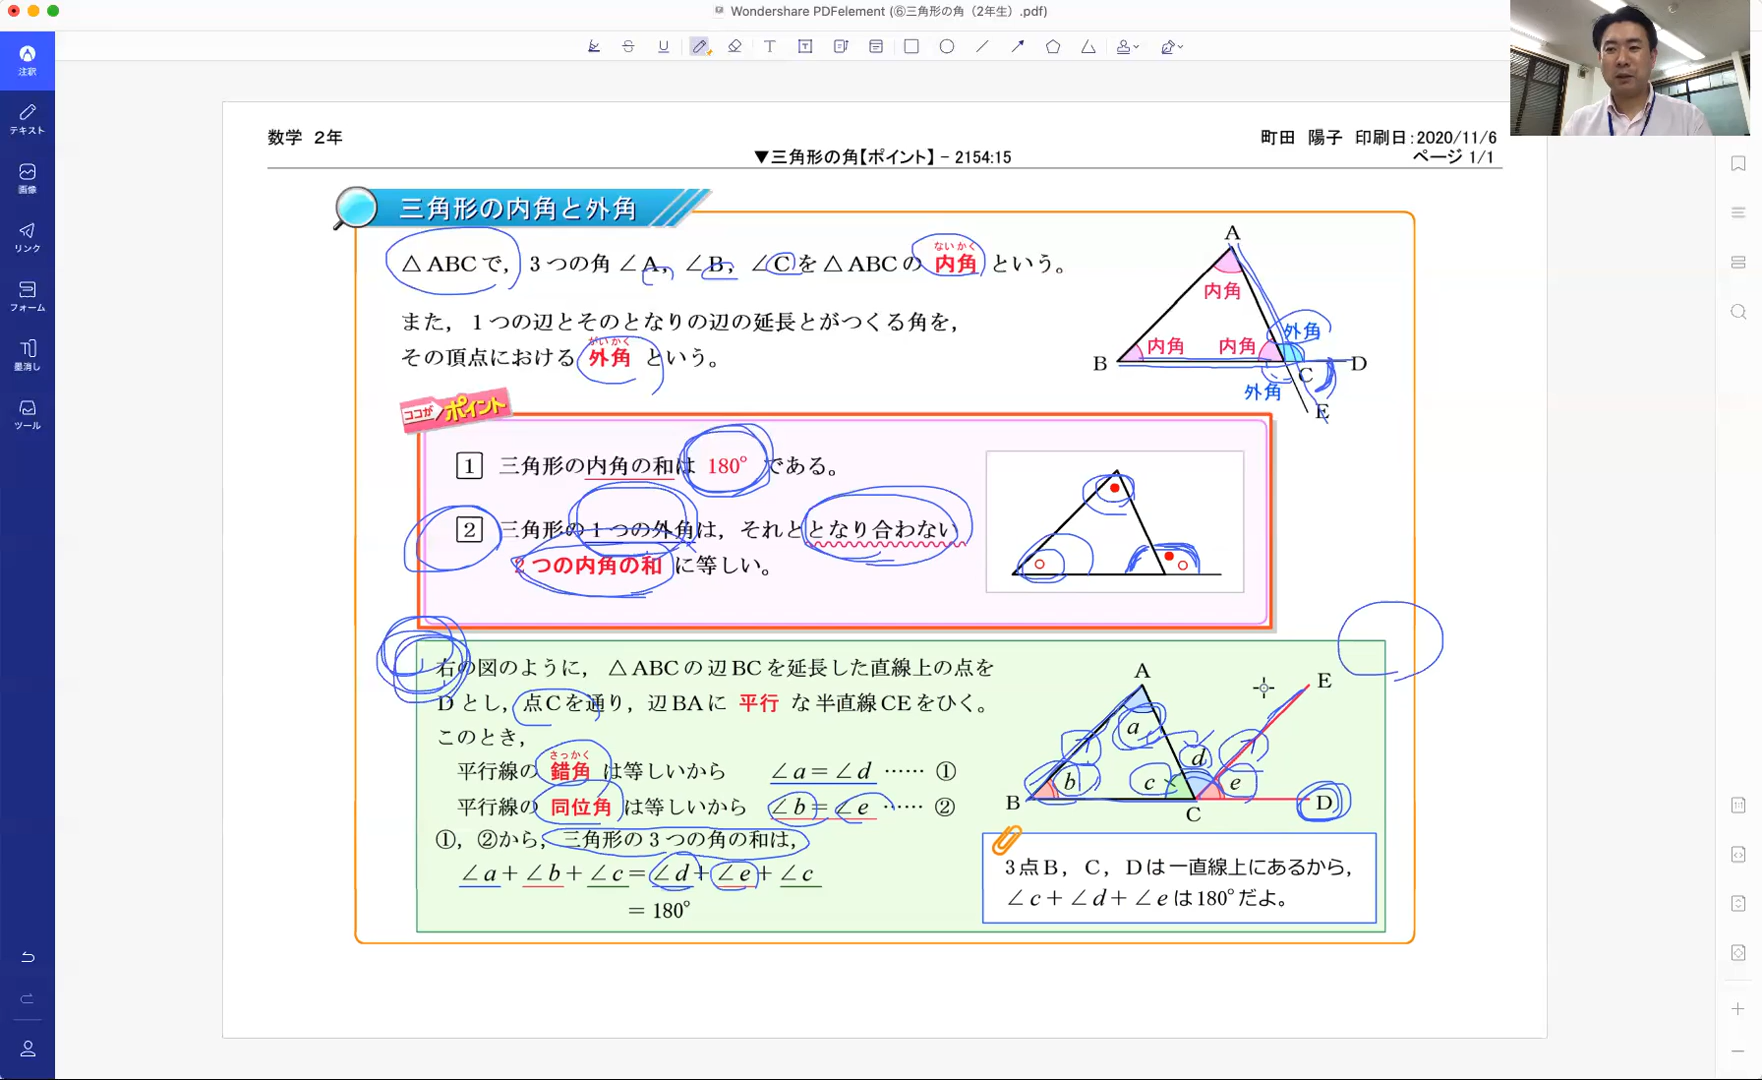 Wondershare PDFelement (⑥三角形の角（2年生）.pdf)
注釈
テキスト
画像
リンク
フォーム
墨消し
ツール
数学 2年
町田 陽子 印刷日:2020/11/6
▼三角形の角【ポイント】－2154:15
ページ 1/1
三角形の内角と外角
△ABCで，3つの角∠A，∠B，∠Cを△ABCの 内角 という。
ないかく
また，1つの辺とそのとなりの辺の延長とがつくる角を，
その頂点における 外角 という。
がいかく
A
内角
B
内角
内角
外角
C
D
外角
E
ココが ポイント
1 三角形の内角の和は 180° である。
2 三角形の1つの外角は，それととなり合わない
2つの内角の和 に等しい。
右の図のように，△ABCの辺BCを延長した直線上の点を
Dとし，点Cを通り，辺BAに 平行 な半直線CEをひく。
このとき，
さっかく
平行線の 錯角 は等しいから ∠a＝∠d ……①
平行線の 同位角 は等しいから ∠b＝∠e ……②
①，②から，三角形の3つの角の和は，
∠a＋∠b＋∠c＝∠d＋∠e＋∠c
＝180°
A
E
a
d
b
c
e
B
C
D
3点B，C，Dは一直線上にあるから，
∠c＋∠d＋∠eは180°だよ。